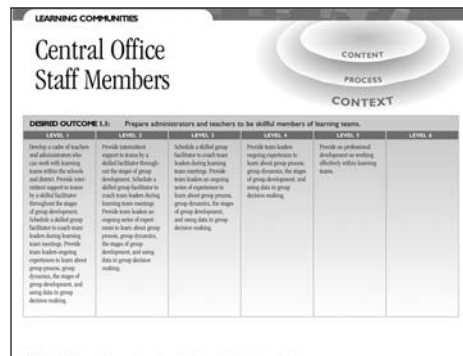 LEARNING COMMUNITIES
Central Office
Staff Members
CONTENT
PROCESS
CONTEXT
DESIRED OUTCOME 1.1: Prepare administrators and teachers to be skillful members of learning teams.
LEVEL 1
Develop a cadre of teachers
and administrators who
can work with learning
teams within the schools
and district. Provide inter-
mittent support to teams
by a skilled facilitator
throughout the stages
of group development.
Schedule a skilled group
facilitator to coach team
leaders during learning
team meetings. Provide
team leaders ongoing
experiences to learn about
group process, group
dynamics, the stages of
group development, and
using data in group
decision making.
LEVEL 2
Provide intermittent
support to teams by a
skilled facilitator through-
out the stages of group
development. Schedule a
skilled group facilitator to
coach team leaders during
learning team meetings.
Provide team leaders an
ongoing series of experi-
ences to learn about group
process, group dynamics,
the stages of group
development, and using
data in group decision
making.
LEVEL 3
Schedule a skilled group
facilitator to coach team
leaders during learning
team meetings. Provide
team leaders an ongoing
series of experiences to
learn about group process,
group dynamics, the stages
of group development,
and using data in group
decision making.
LEVEL 4
Provide team leaders
ongoing experiences to
learn about group process,
group dynamics, the stages
of group development, and
using data in group
decision making.
LEVEL 5
Provide no professional
development on working
effectively within learning
teams.
LEVEL 6